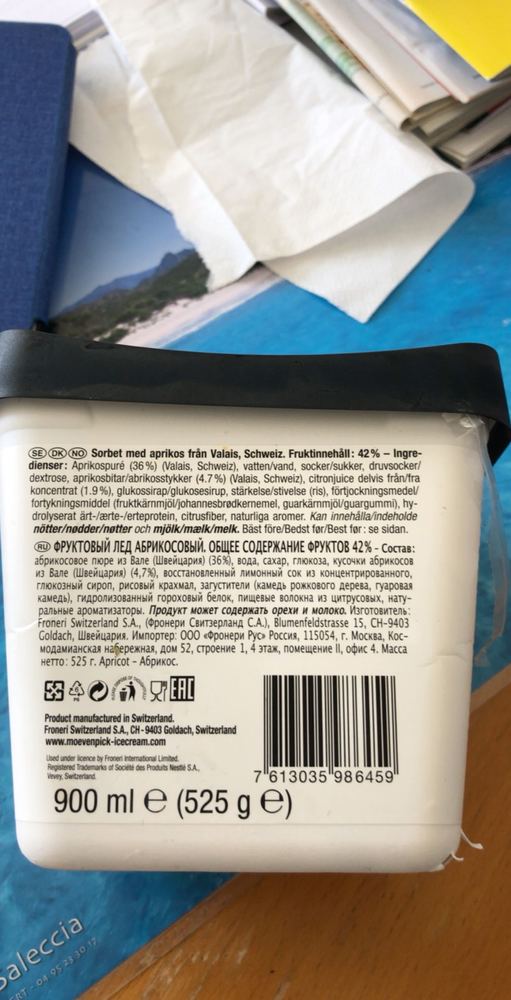 SE DK NO Sorbet med aprikos från Valais, Schweiz. Fruktinnehåll: 42% – Ingre-
dienser: Aprikospuré (36%) (Valais, Schweiz), vatten/vand, socker/sukker, druvsocker/
dextrose, aprikosbitar/abrikosstykker (4.7%) (Valais, Schweiz), citronjuice delvis från/fra
koncentrat (1.9%), glukossirap/glukosesirup, stärkelse/stivelse (ris), förtjockningsmedel/
fortykningsmiddel (fruktkärnmjöl/johannesbrødkernemel, guarkärnmjöl/guargummi), hy-
drolyserat ärt-/ærte-/erteprotein, citrusfiber, naturliga aromer. Kan innehålla/indeholde
nötter/nødder/nøtter och mjölk/mælk/melk. Bäst före/Bedst før/Best før: se sidan.
RU ФРУКТОВЫЙ ЛЕД АБРИКОСОВЫЙ. ОБЩЕЕ СОДЕРЖАНИЕ ФРУКТОВ 42% – Состав:
абрикосовое пюре из Вале (Швейцария) (36%), вода, сахар, глюкоза, кусочки абрикосов
из Вале (Швейцария) (4,7%), восстановленный лимонный сок из концентрированного,
глюкозный сироп, рисовый крахмал, загустители (камедь рожкового дерева, гуаровая
камедь), гидролизованный гороховый белок, пищевые волокна из цитрусовых, нату-
ральные ароматизаторы. Продукт может содержать орехи и молоко. Изготовитель:
Froneri Switzerland S.A., (Фронери Свитзерланд С.А.), Blumenfeldstrasse 15, CH–9403
Goldach, Швейцария. Импортер: ООО «Фронери Рус» Россия, 115054, г. Москва, Кос-
модамианская набережная, дом 52, строение 1, 4 этаж, помещение II, офис 4. Масса
нетто: 525 г. Apricot – Абрикос.
EAC
Product manufactured in Switzerland.
Froneri Switzerland S.A., CH - 9403 Goldach, Switzerland
www.moevenpick-icecream.com
Used under licence by Froneri International Limited.
Registered Trademarks of Société des Produits Nestlé S.A.,
Vevey, Switzerland.
7 613035 986459
900 ml ℮ (525 g ℮)
Saleccia